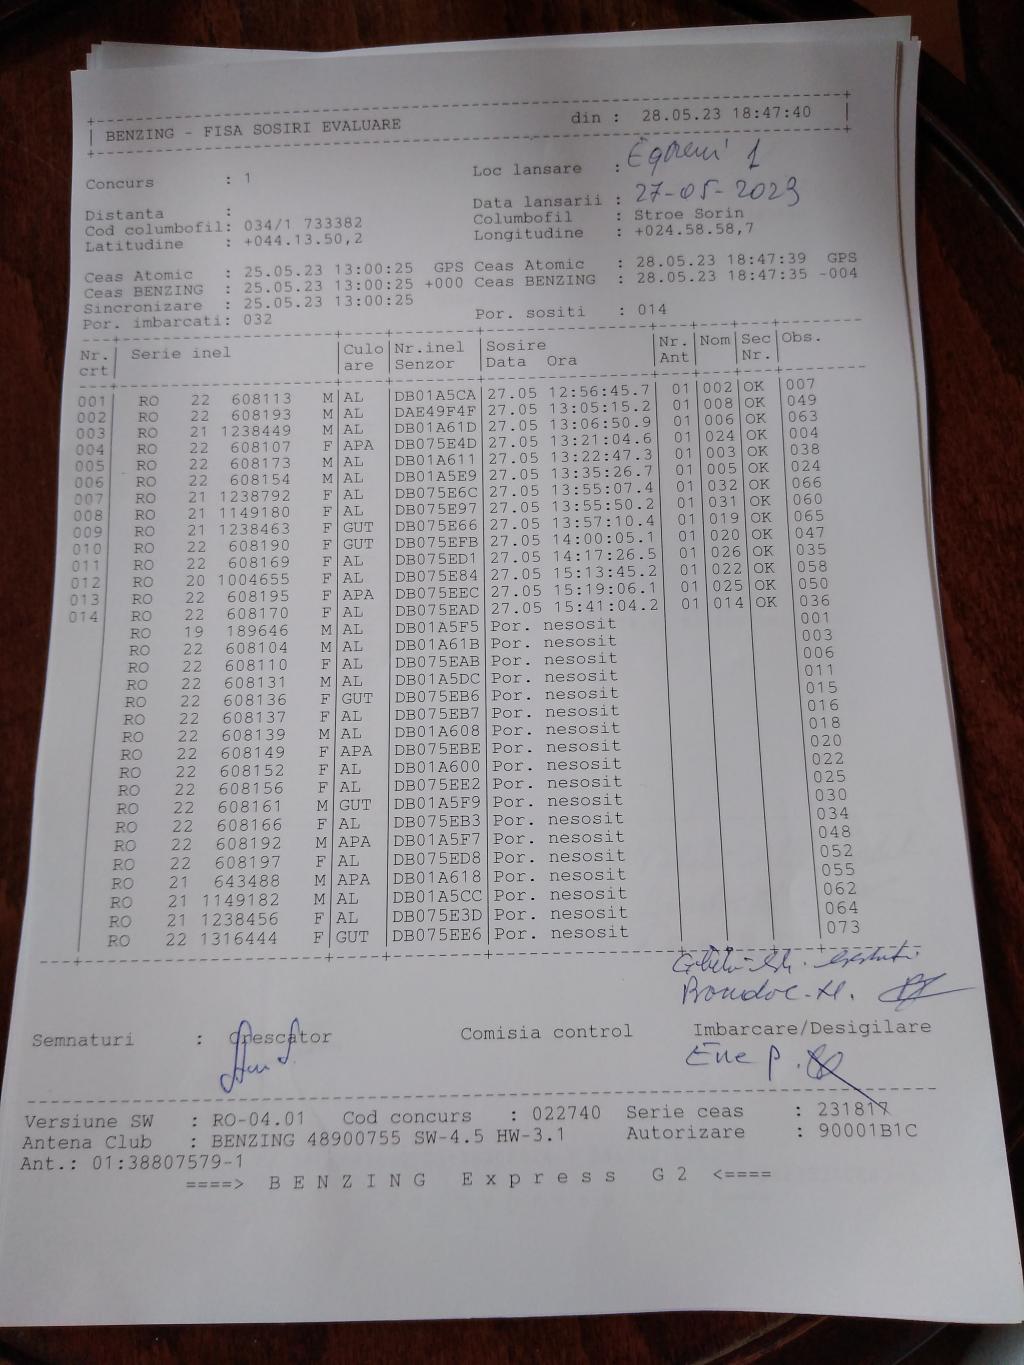 BENZING - FISA SOSIRI EVALUARE din : 28.05.23 18:47:40
Concurs : 1 Loc lansare :
Data lansarii : 27-05-2023
Distanta :
Cod columbofil: 034/1 733382 Columbofil : Stroe Sorin
Latitudine : +044.13.50,2 Longitudine : +024.58.58,7
Ceas Atomic : 25.05.23 13:00:25 GPS Ceas Atomic : 28.05.23 18:47:39 GPS
Ceas BENZING : 25.05.23 13:00:25 +000 Ceas BENZING : 28.05.23 18:47:35 -004
Sincronizare : 25.05.23 13:00:25
Por. imbarcati: 032 Por. sositi : 014
Nr. Serie inel Culo Nr.inel Sosire Nr. Nom Sec Obs.
crt are Senzor Data Ora Ant Nr.
001 RO 22 608113 M AL DB01A5CA 27.05 12:56:45.7 01 002 OK 007
002 RO 22 608193 M AL DAE49F4F 27.05 13:05:15.2 01 008 OK 049
003 RO 21 1238449 M AL DB01A61D 27.05 13:06:50.9 01 006 OK 063
004 RO 22 608107 F APA DB075E4D 27.05 13:21:04.6 01 024 OK 004
005 RO 22 608173 M AL DB01A611 27.05 13:22:47.3 01 003 OK 038
006 RO 22 608154 M AL DB01A5E9 27.05 13:35:26.7 01 005 OK 024
007 RO 21 1238792 F AL DB075E6C 27.05 13:55:07.4 01 032 OK 066
008 RO 21 1149180 F AL DB075E97 27.05 13:55:50.2 01 031 OK 060
009 RO 21 1238463 F GUT DB075E66 27.05 13:57:10.4 01 019 OK 065
010 RO 22 608190 F GUT DB075EFB 27.05 14:00:05.1 01 020 OK 047
011 RO 22 608169 F AL DB075ED1 27.05 14:17:26.5 01 026 OK 035
012 RO 20 1004655 F AL DB075E84 27.05 15:13:45.2 01 022 OK 058
013 RO 22 608195 F APA DB075EEC 27.05 15:19:06.1 01 025 OK 050
014 RO 22 608170 F AL DB075EAD 27.05 15:41:04.2 01 014 OK 036
RO 19 189646 M AL DB01A5F5 Por. nesosit 001
RO 22 608104 M AL DB01A61B Por. nesosit 003
RO 22 608110 F AL DB075EAB Por. nesosit 006
RO 22 608131 M AL DB01A5DC Por. nesosit 011
RO 22 608136 F GUT DB075EB6 Por. nesosit 015
RO 22 608137 F AL DB075EB7 Por. nesosit 016
RO 22 608139 M AL DB01A608 Por. nesosit 018
RO 22 608149 F APA DB075EBE Por. nesosit 020
RO 22 608152 F AL DB01A600 Por. nesosit 022
RO 22 608156 F AL DB075EE2 Por. nesosit 025
RO 22 608161 M GUT DB01A5F9 Por. nesosit 030
RO 22 608166 F AL DB075EB3 Por. nesosit 034
RO 22 608192 M APA DB01A5F7 Por. nesosit 048
RO 22 608197 F AL DB075ED8 Por. nesosit 052
RO 21 643488 M APA DB01A618 Por. nesosit 055
RO 21 1149182 M AL DB01A5CC Por. nesosit 062
RO 21 1238456 F AL DB075E3D Por. nesosit 064
RO 22 1316444 F GUT DB075EE6 Por. nesosit 073
Semnaturi : Crescator Comisia control Imbarcare/Desigilare
Ene P.
Versiune SW : RO-04.01 Cod concurs : 022740 Serie ceas : 231817
Antena Club : BENZING 48900755 SW-4.5 HW-3.1 Autorizare : 90001B1C
Ant.: 01:38807579-1
====> BENZING Express G2 <====